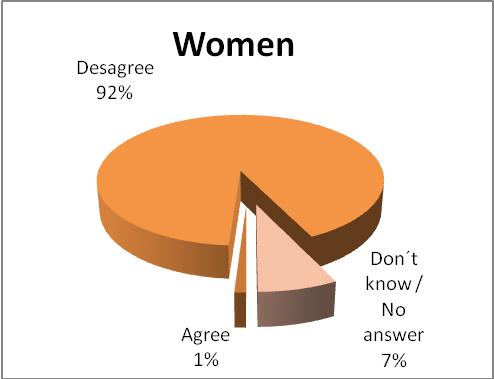 Women
Desagree
92%
Don´t
know /
No
answer
7%
Agree
1%